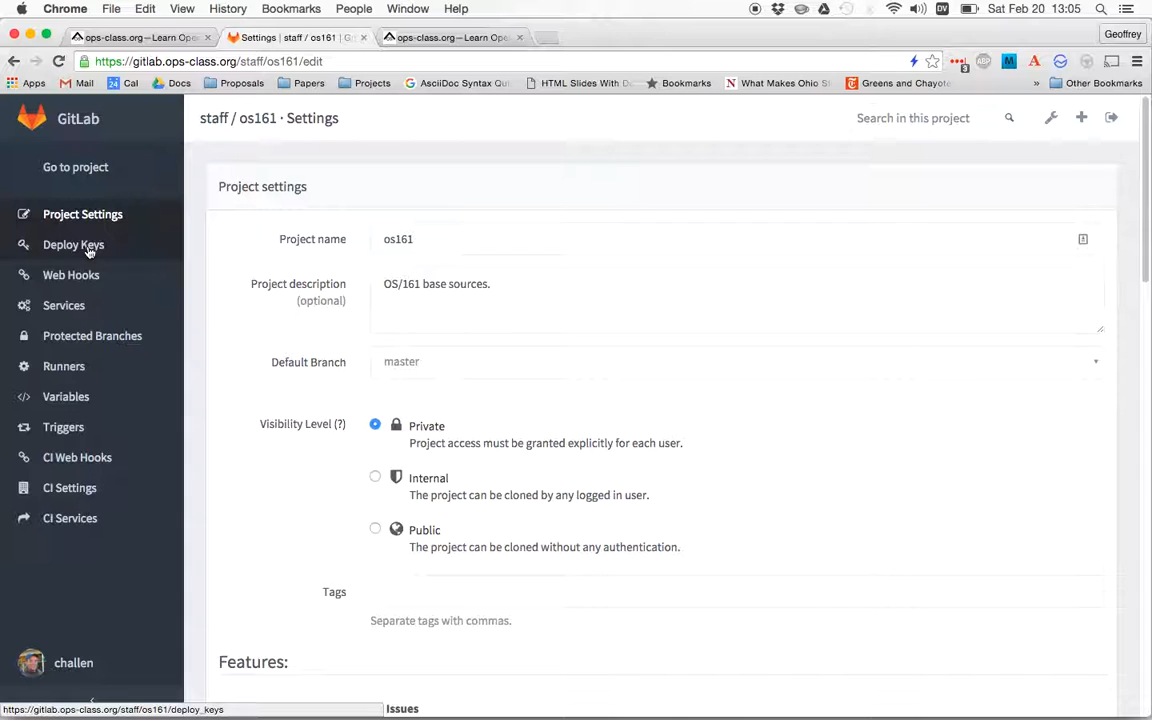 Chrome File Edit View History Bookmarks People Window Help
Sat Feb 20 13:05
ops-class.org—Learn Ope
Settings | staff / os161 | G
ops-class.org—Learn Ope
Geoffrey
https://gitlab.ops-class.org/staff/os161/edit
Apps Mail 24 Cal Docs Proposals Papers Projects AsciiDoc Syntax Qu HTML Slides With D Bookmarks What Makes Ohio S Greens and Chayote » Other Bookmarks
GitLab
staff / os161 · Settings
Search in this project
Go to project
Project Settings
Deploy Keys
Web Hooks
Services
Protected Branches
Runners
Variables
Triggers
CI Web Hooks
CI Settings
CI Services
challen
Project settings
Project name os161
Project description (optional)
OS/161 base sources.
Default Branch master
Visibility Level (?)
Private
Project access must be granted explicitly for each user.
Internal
The project can be cloned by any logged in user.
Public
The project can be cloned without any authentication.
Tags
Separate tags with commas.
Features:
Issues
https://gitlab.ops-class.org/staff/os161/deploy_keys